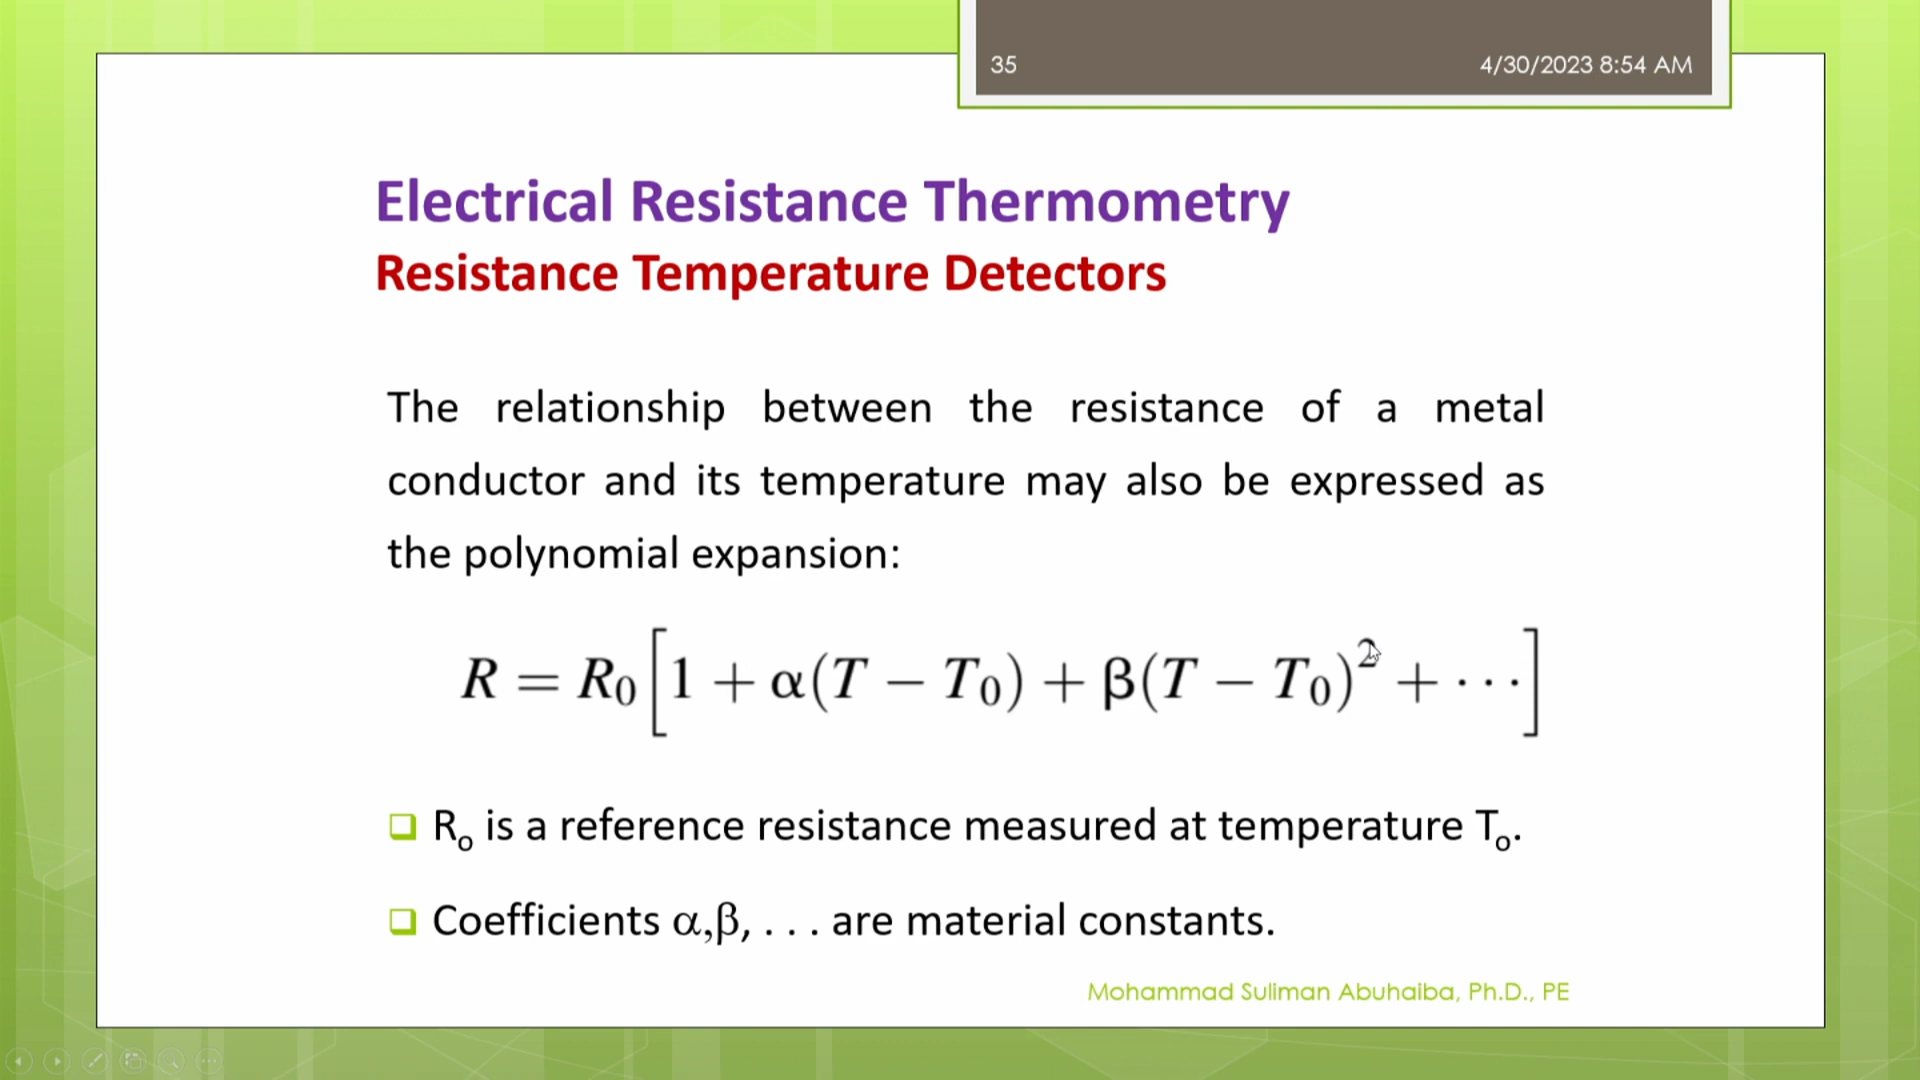 35
4/30/2023 8:54 AM
Electrical Resistance Thermometry
Resistance Temperature Detectors
The relationship between the resistance of a metal
conductor and its temperature may also be expressed as
the polynomial expansion:
R = R₀[1 + α(T − T₀) + β(T − T₀)² + ···]
Rₒ is a reference resistance measured at temperature Tₒ.
Coefficients α,β, . . . are material constants.
Mohammad Suliman Abuhaiba, Ph.D., PE